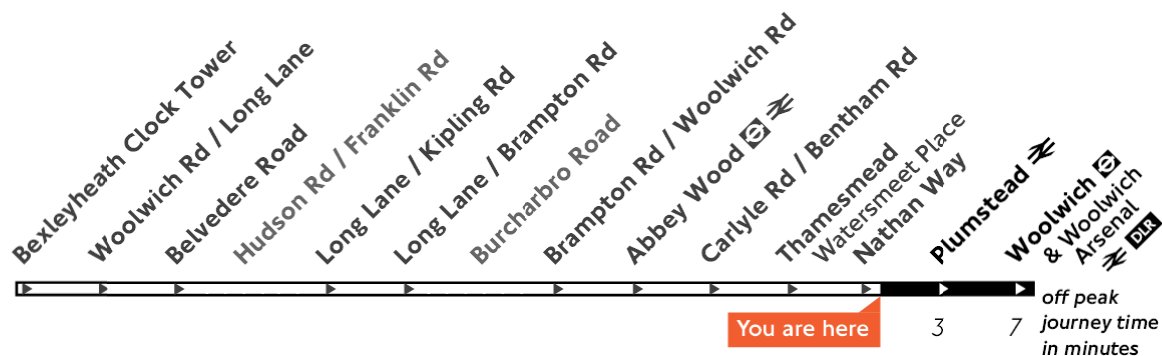 Bexleyheath Clock Tower
Woolwich Rd / Long Lane
Belvedere Road
Hudson Rd / Franklin Rd
Long Lane / Kipling Rd
Long Lane / Brampton Rd
Burcharbro Road
Brampton Rd / Woolwich Rd
Abbey Wood
Carlyle Rd / Bentham Rd
Thamesmead
Watersmeet Place
Nathan Way
Plumstead
Woolwich
& Woolwich
Arsenal
DLR
You are here
3
7
off peak
journey time
in minutes